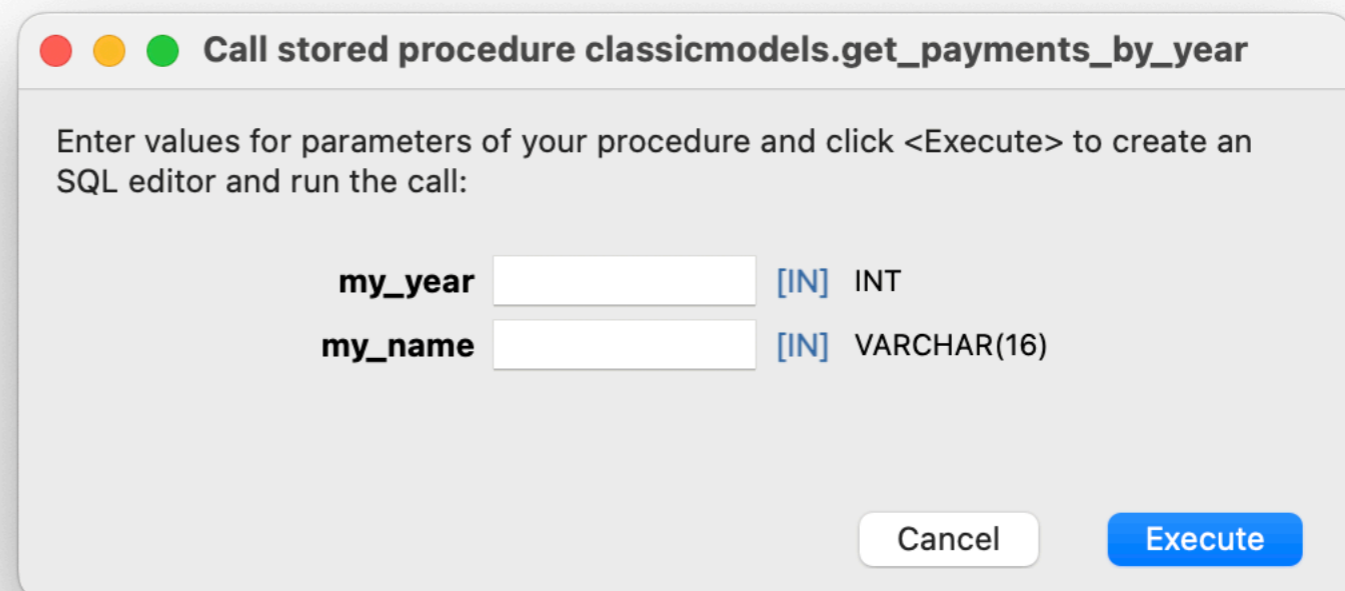 Call stored procedure classicmodels.get_payments_by_year
Enter values for parameters of your procedure and click <Execute> to create an
SQL editor and run the call:
my_year [IN] INT
my_name [IN] VARCHAR(16)
Cancel Execute